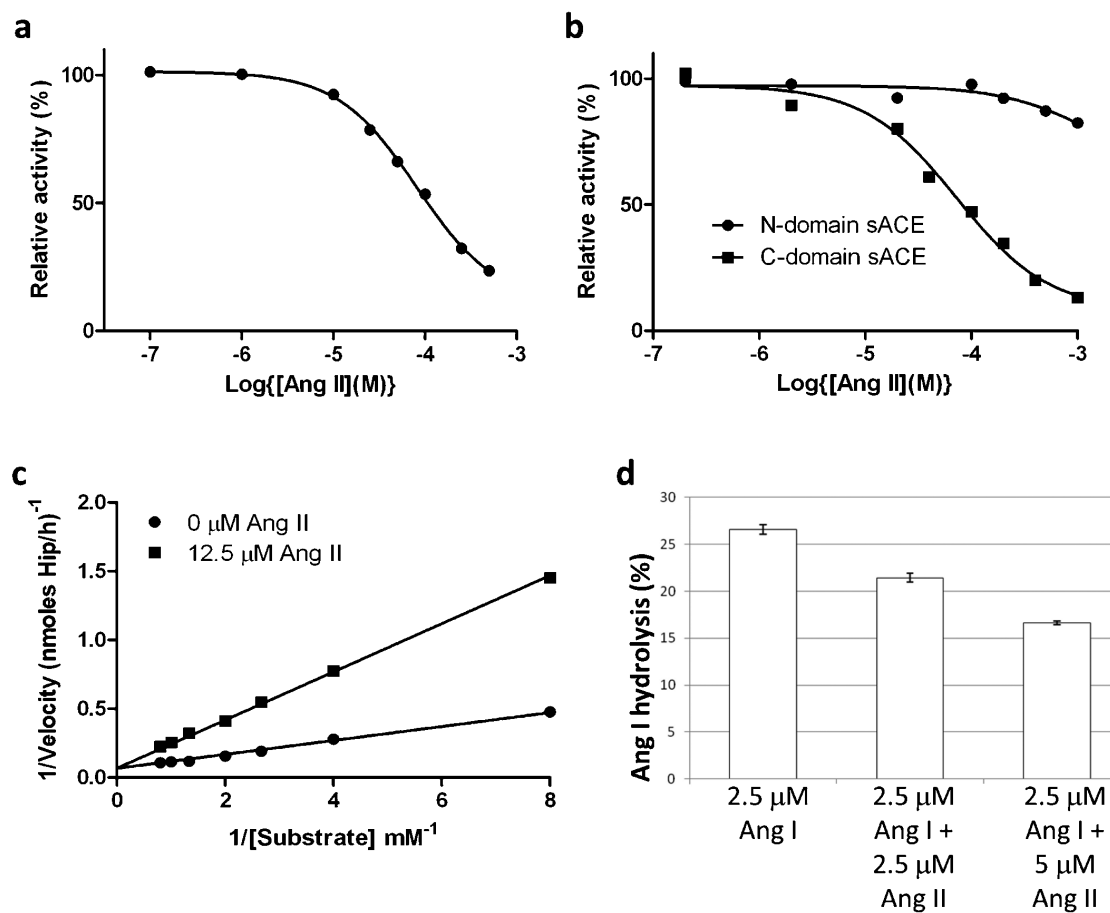 a
Relative activity (%)
100
50
0
-7 -6 -5 -4 -3
Log{[Ang II](M)}
b
Relative activity (%)
100
50
0
N-domain sACE
C-domain sACE
-7 -6 -5 -4 -3
Log{[Ang II](M)}
c
1/Velocity (nmoles Hip/h)⁻¹
2.0
1.5
1.0
0.5
0.0
0 μM Ang II
12.5 μM Ang II
0 2 4 6 8
1/[Substrate] mM⁻¹
d
Ang I hydrolysis (%)
30
25
20
15
10
5
0
2.5 μM
Ang I
2.5 μM
Ang I +
2.5 μM
Ang II
2.5 μM
Ang I +
5 μM
Ang II